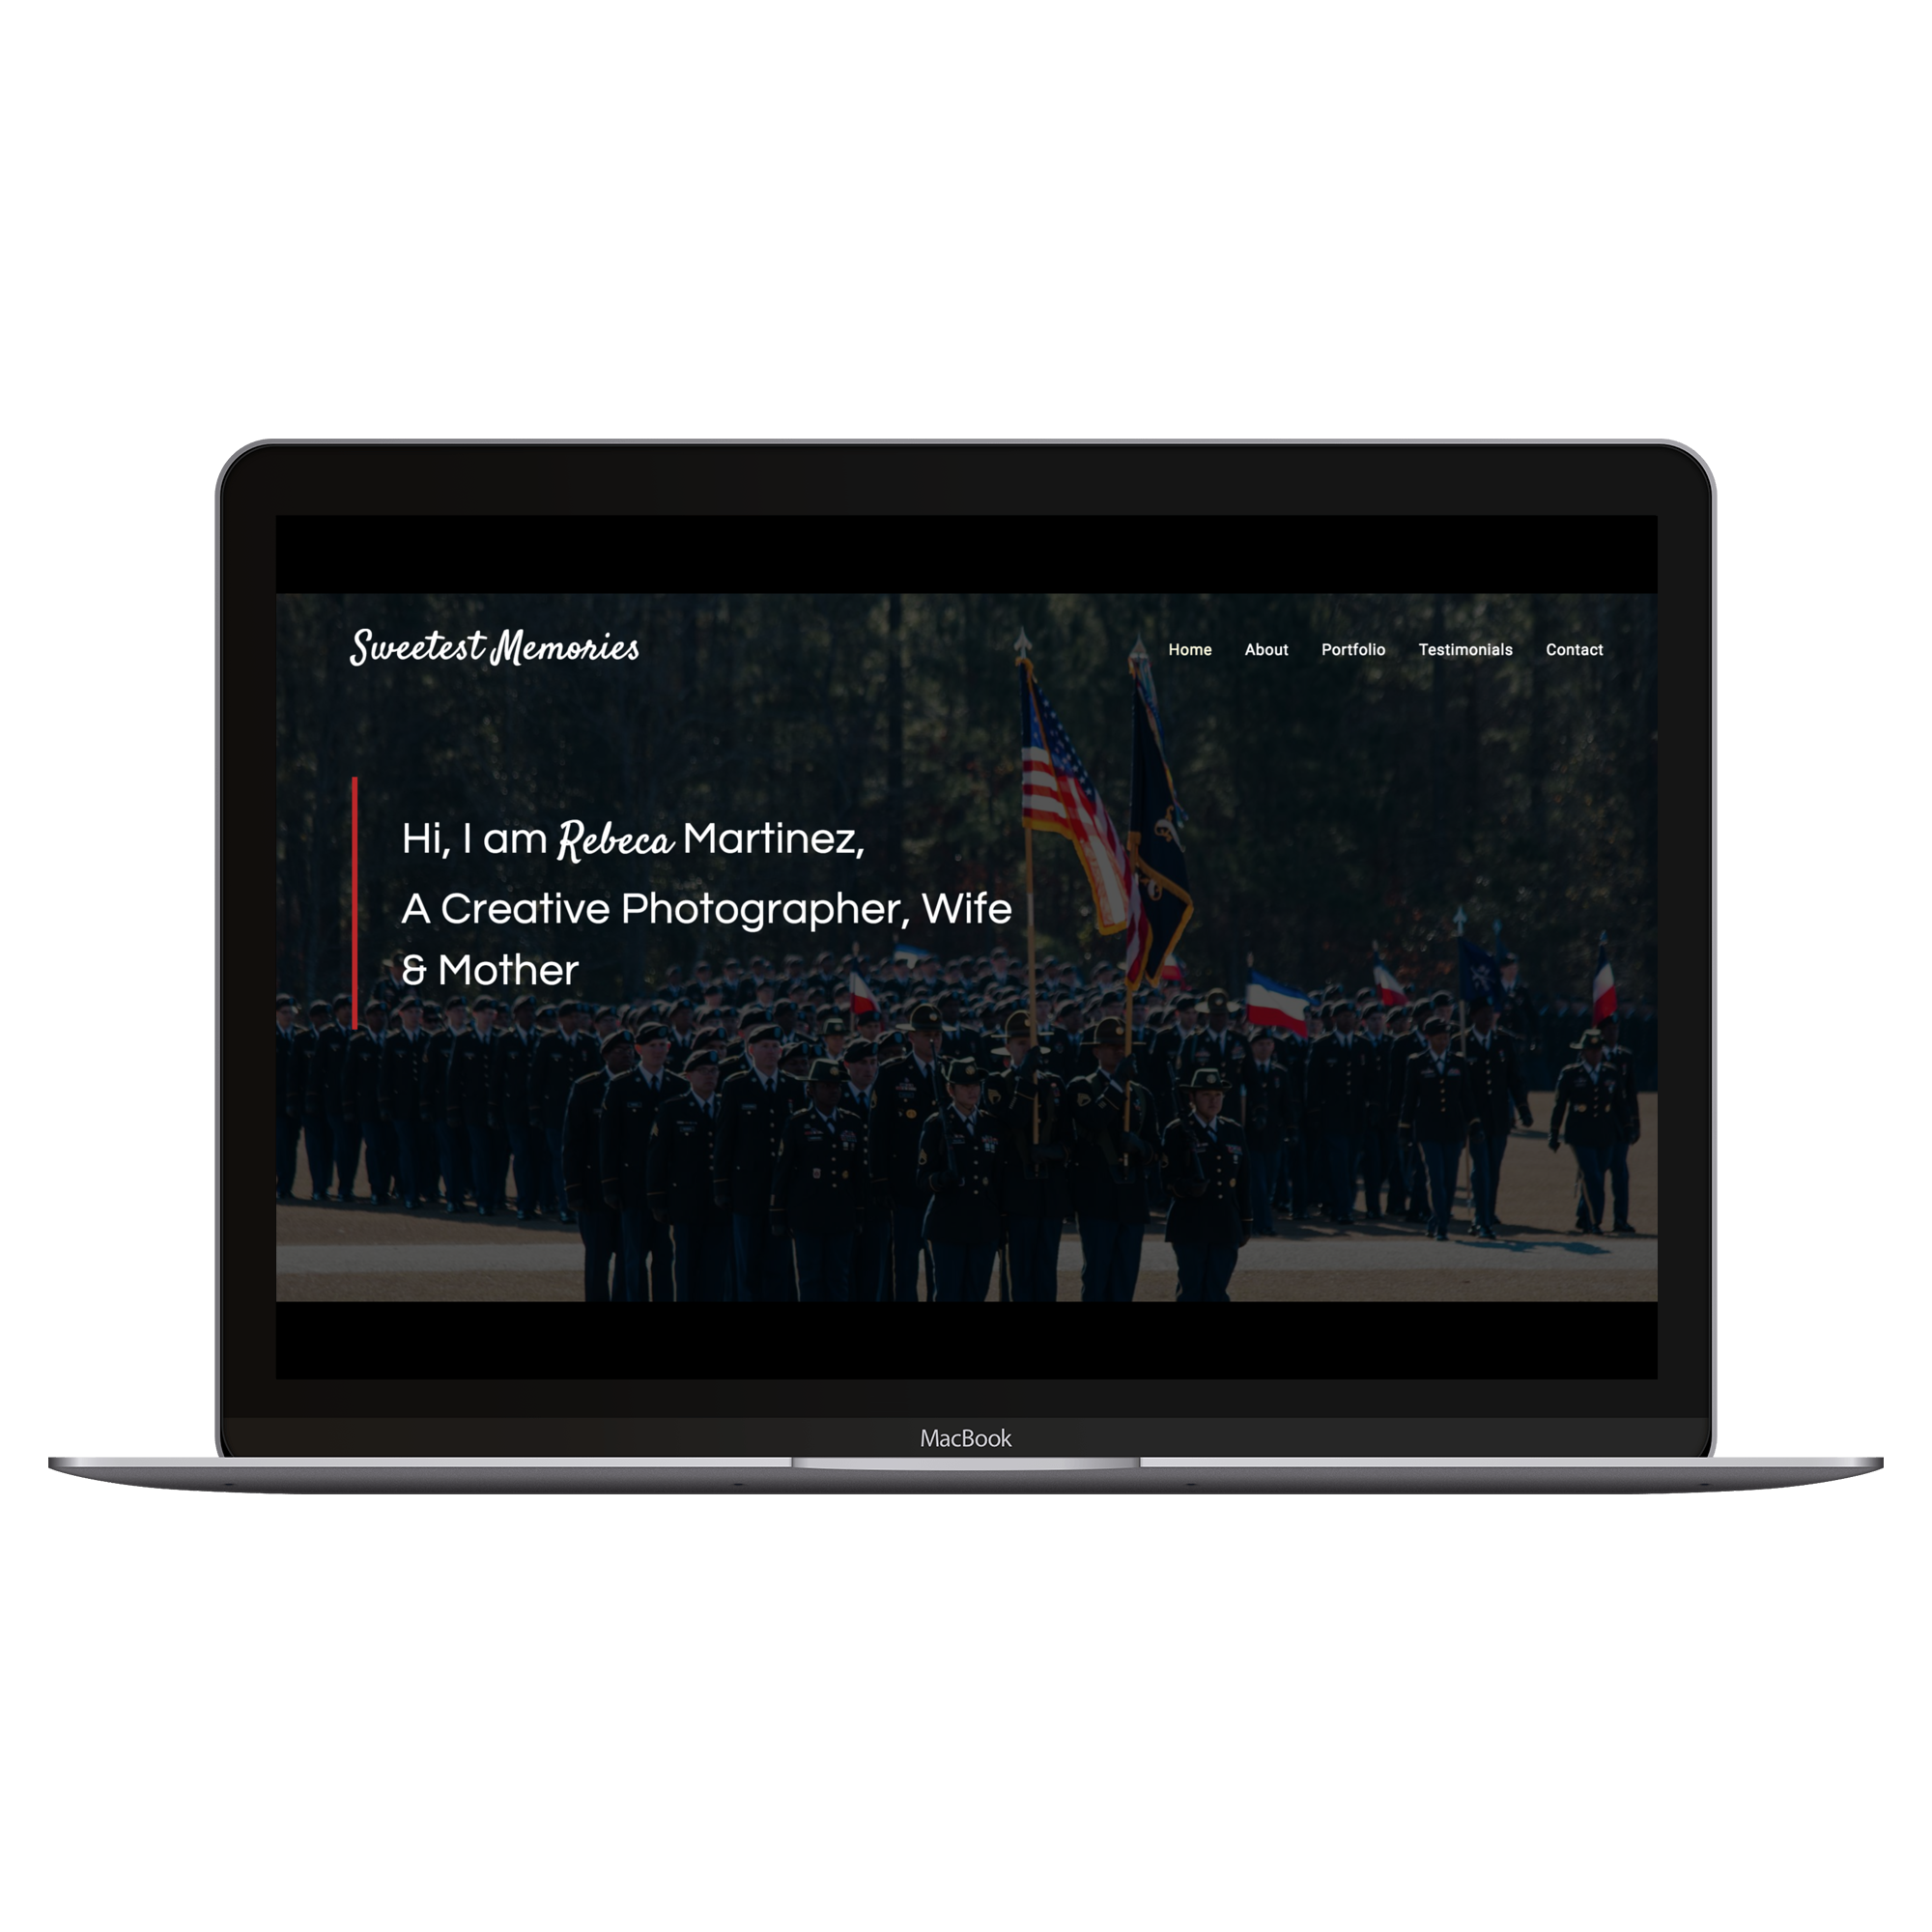 Sweetest Memories
Home About Portfolio Testimonials Contact
Hi, I am Rebeca Martinez,
A Creative Photographer, Wife
& Mother
MacBook